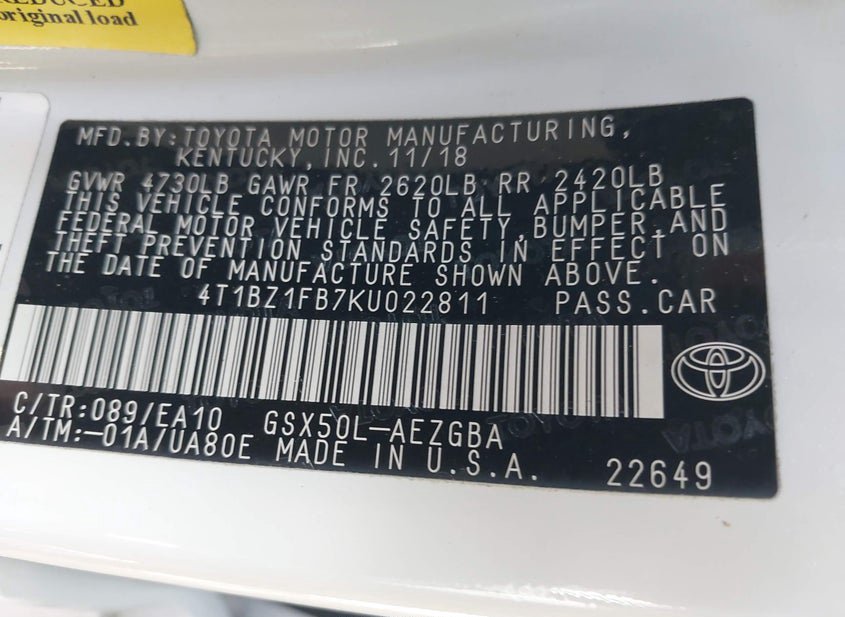 REDUCED
original load
MFD.BY:TOYOTA MOTOR MANUFACTURING,
KENTUCKY,INC.11/18
GVWR 4730LB GAWR FR 2620LB RR 2420LB
THIS VEHICLE CONFORMS TO ALL APPLICABLE
FEDERAL MOTOR VEHICLE SAFETY,BUMPER,AND
THEFT PREVENTION STANDARDS IN EFFECT ON
THE DATE OF MANUFACTURE SHOWN ABOVE.
4T1BZ1FB7KU022811 PASS.CAR
C/TR:089/EA10 GSX50L-AEZGBA
A/TM:-01A/UA80E MADE IN U.S.A. 22649